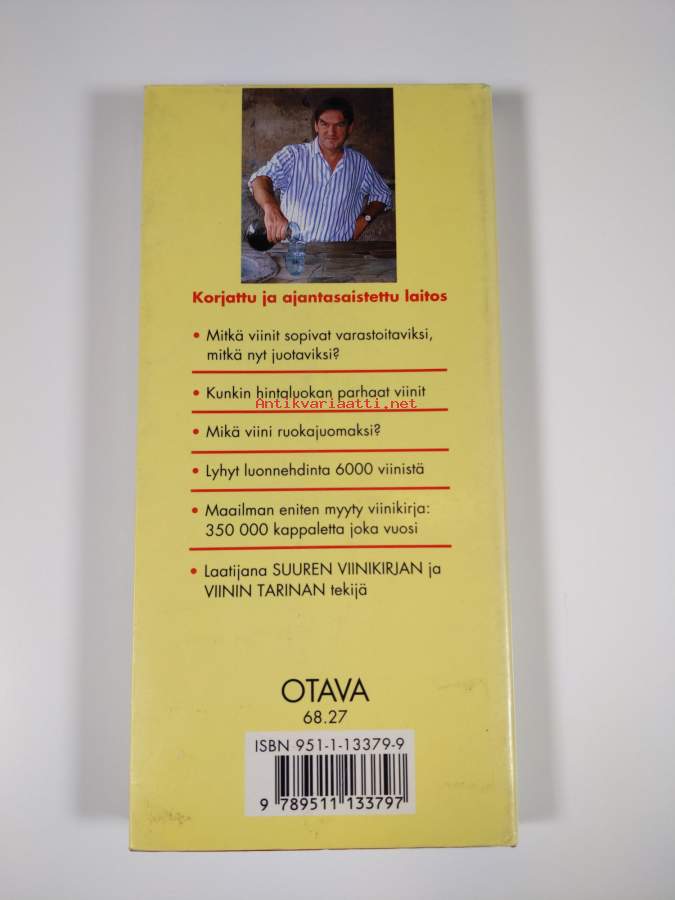 Korjattu ja ajantasaistettu laitos
• Mitkä viinit sopivat varastoitaviksi,
mitkä nyt juotaviksi?
• Kunkin hintaluokan parhaat viinit
Antikvariaatti.net
• Mikä viini ruokajuomaksi?
• Lyhyt luonnehdinta 6000 viinistä
• Maailman eniten myyty viinikirja:
350 000 kappaletta joka vuosi
• Laatijana SUUREN VIINIKIRJAN ja
VIININ TARINAN tekijä
OTAVA
68.27
ISBN 951-1-13379-9
9 789511 133797